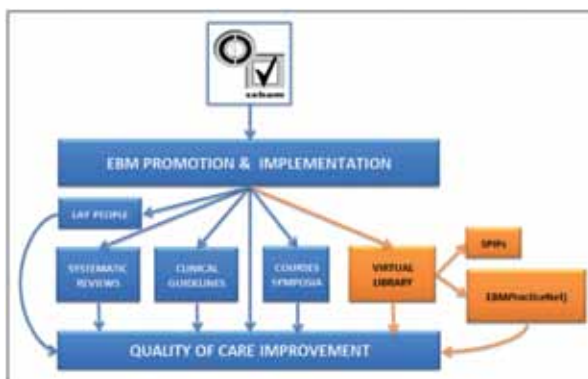 cebam
EBM PROMOTION & IMPLEMENTATION
LAY PEOPLE
SYSTEMATIC
REVIEWS
CLINICAL
GUIDELINES
COURSES
SYMPOSIA
VIRTUAL
LIBRARY
SPIPs
EBMPracticeNet)
QUALITY OF CARE IMPROVEMENT